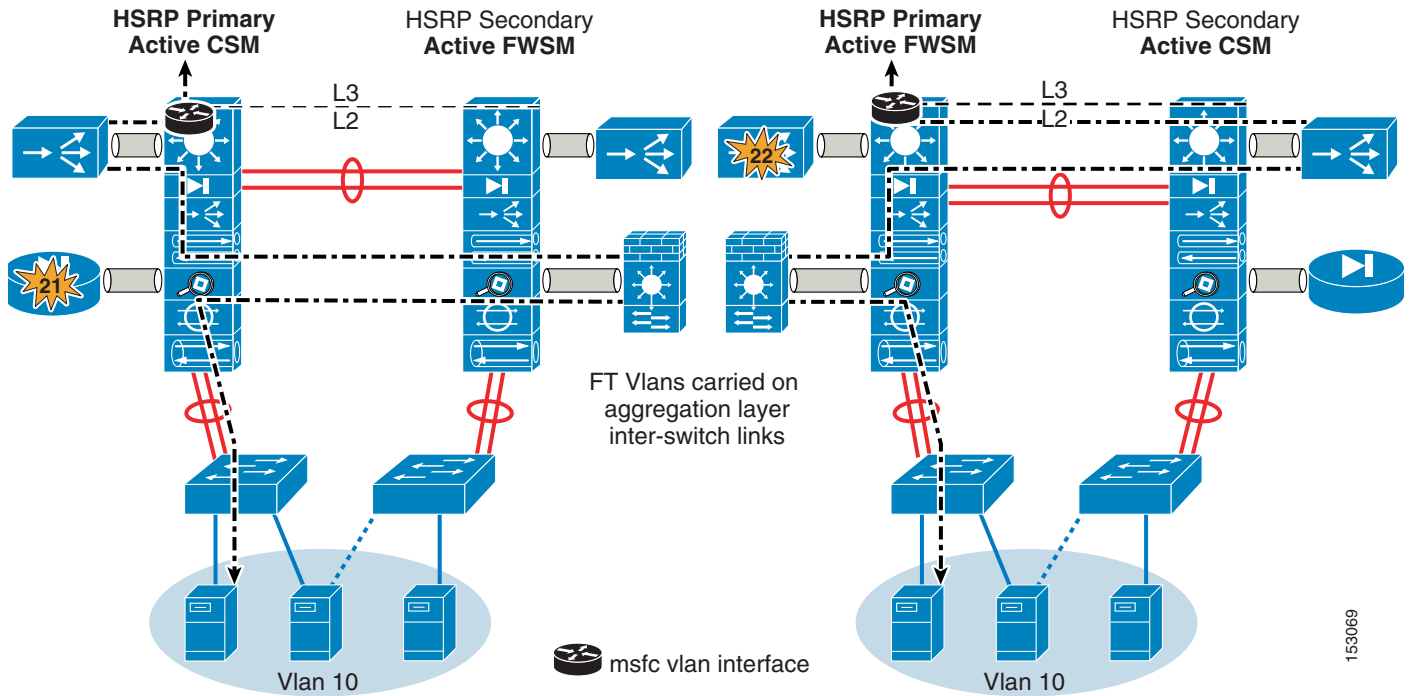 HSRP Primary
Active CSM
HSRP Secondary
Active FWSM
HSRP Primary
Active FWSM
HSRP Secondary
Active CSM
L3
L2
L3
L2
22
21
FT Vlans carried on
aggregation layer
inter-switch links
Vlan 10
msfc vlan interface
Vlan 10
153069